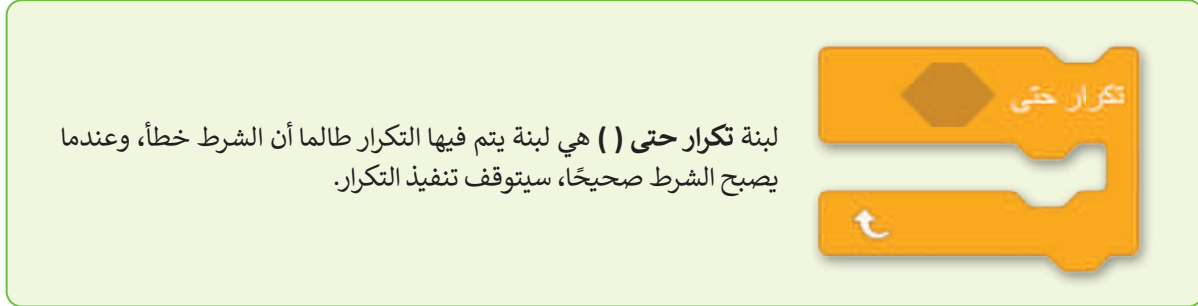 تكرار حتى
لبنة تكرار حتى ( ) هي لبنة يتم فيها التكرار طالما أن الشرط خطأ، وعندما
يصبح الشرط صحيحًا، سيتوقف تنفيذ التكرار.